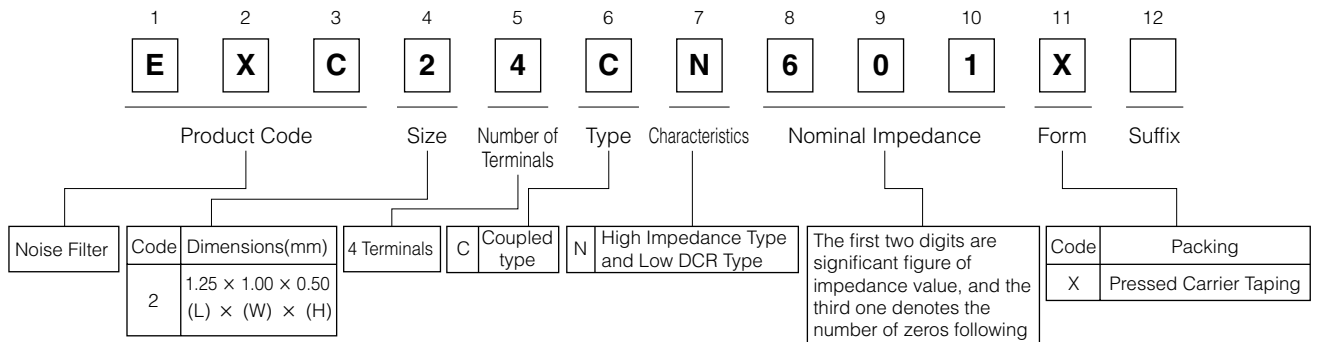 1 2 3 4 5 6 7 8 9 10 11 12
E X C 2 4 C N 6 0 1 X
Product Code Size Number of Terminals Type Characteristics Nominal Impedance Form Suffix
Noise Filter
Code Dimensions(mm)
2 1.25 × 1.00 × 0.50
(L) × (W) × (H)
4 Terminals
C Coupled
type
N High Impedance Type
and Low DCR Type
The first two digits are
significant figure of
impedance value, and the
third one denotes the
number of zeros following
Code Packing
X Pressed Carrier Taping